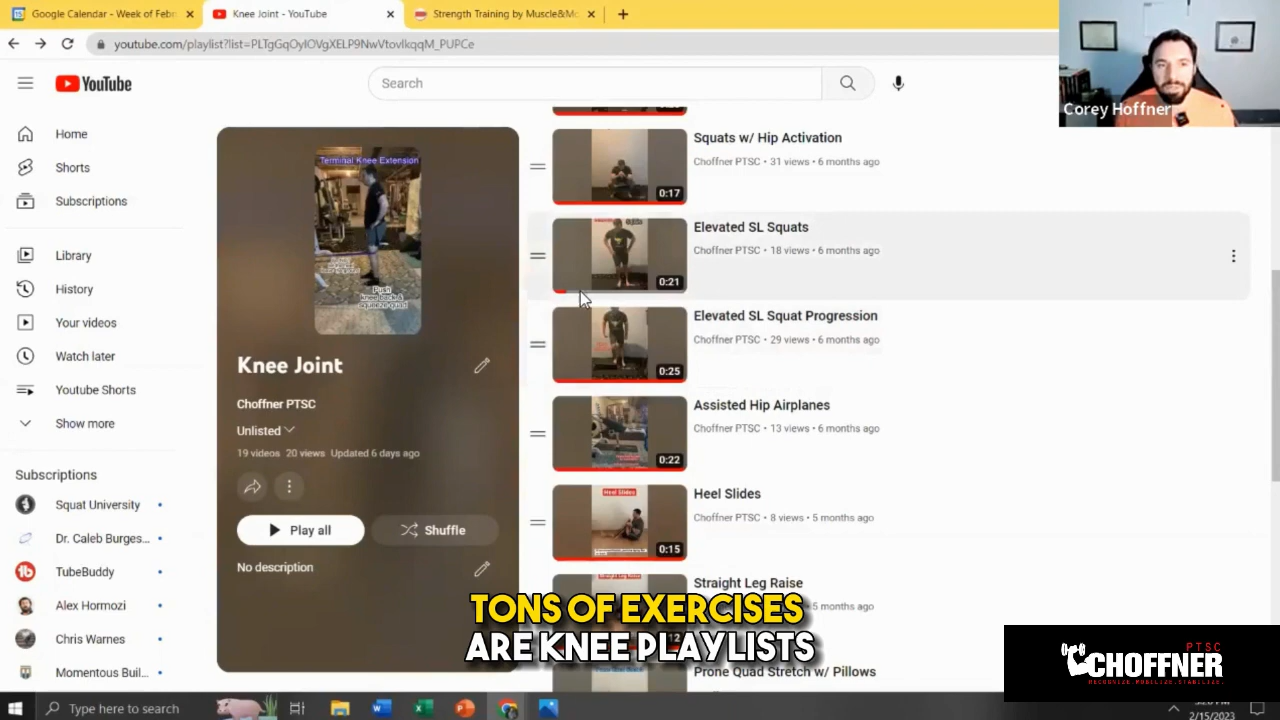 Google Calendar - Week of Febr
Knee Joint - YouTube
Strength Training by Muscle&Mo
youtube.com/playlist?list=PLTgGqOyIOVgXELP9NwVtovlkqqM_PUPCe
YouTube
Search
Corey Hoffner
Home
Shorts
Subscriptions
Library
History
Your videos
Watch later
Youtube Shorts
Show more
Subscriptions
Squat University
Dr. Caleb Burges...
TubeBuddy
Alex Hormozi
Chris Warnes
Momentous Buil...
Terminal Knee Extension
Push
knee back &
squeeze quad
Knee Joint
Choffner PTSC
Unlisted
19 videos 20 views Updated 6 days ago
Play all
Shuffle
No description
Squats w/ Hip Activation
Choffner PTSC • 31 views • 6 months ago
0:17
Elevated SL Squats
Choffner PTSC • 18 views • 6 months ago
0:21
Elevated SL Squat Progression
Choffner PTSC • 29 views • 6 months ago
0:25
Assisted Hip Airplanes
Choffner PTSC • 13 views • 6 months ago
0:22
Heel Slides
Heel Slides
Choffner PTSC • 8 views • 5 months ago
0:15
Straight Leg Raise
5 months ago
Prone Quad Stretch w/ Pillows
TONS OF EXERCISES
ARE KNEE PLAYLISTS
PTSC
CHOFFNER
RECOGNIZE. MOBILIZE. STABILIZE.
Type here to search
2/15/2023